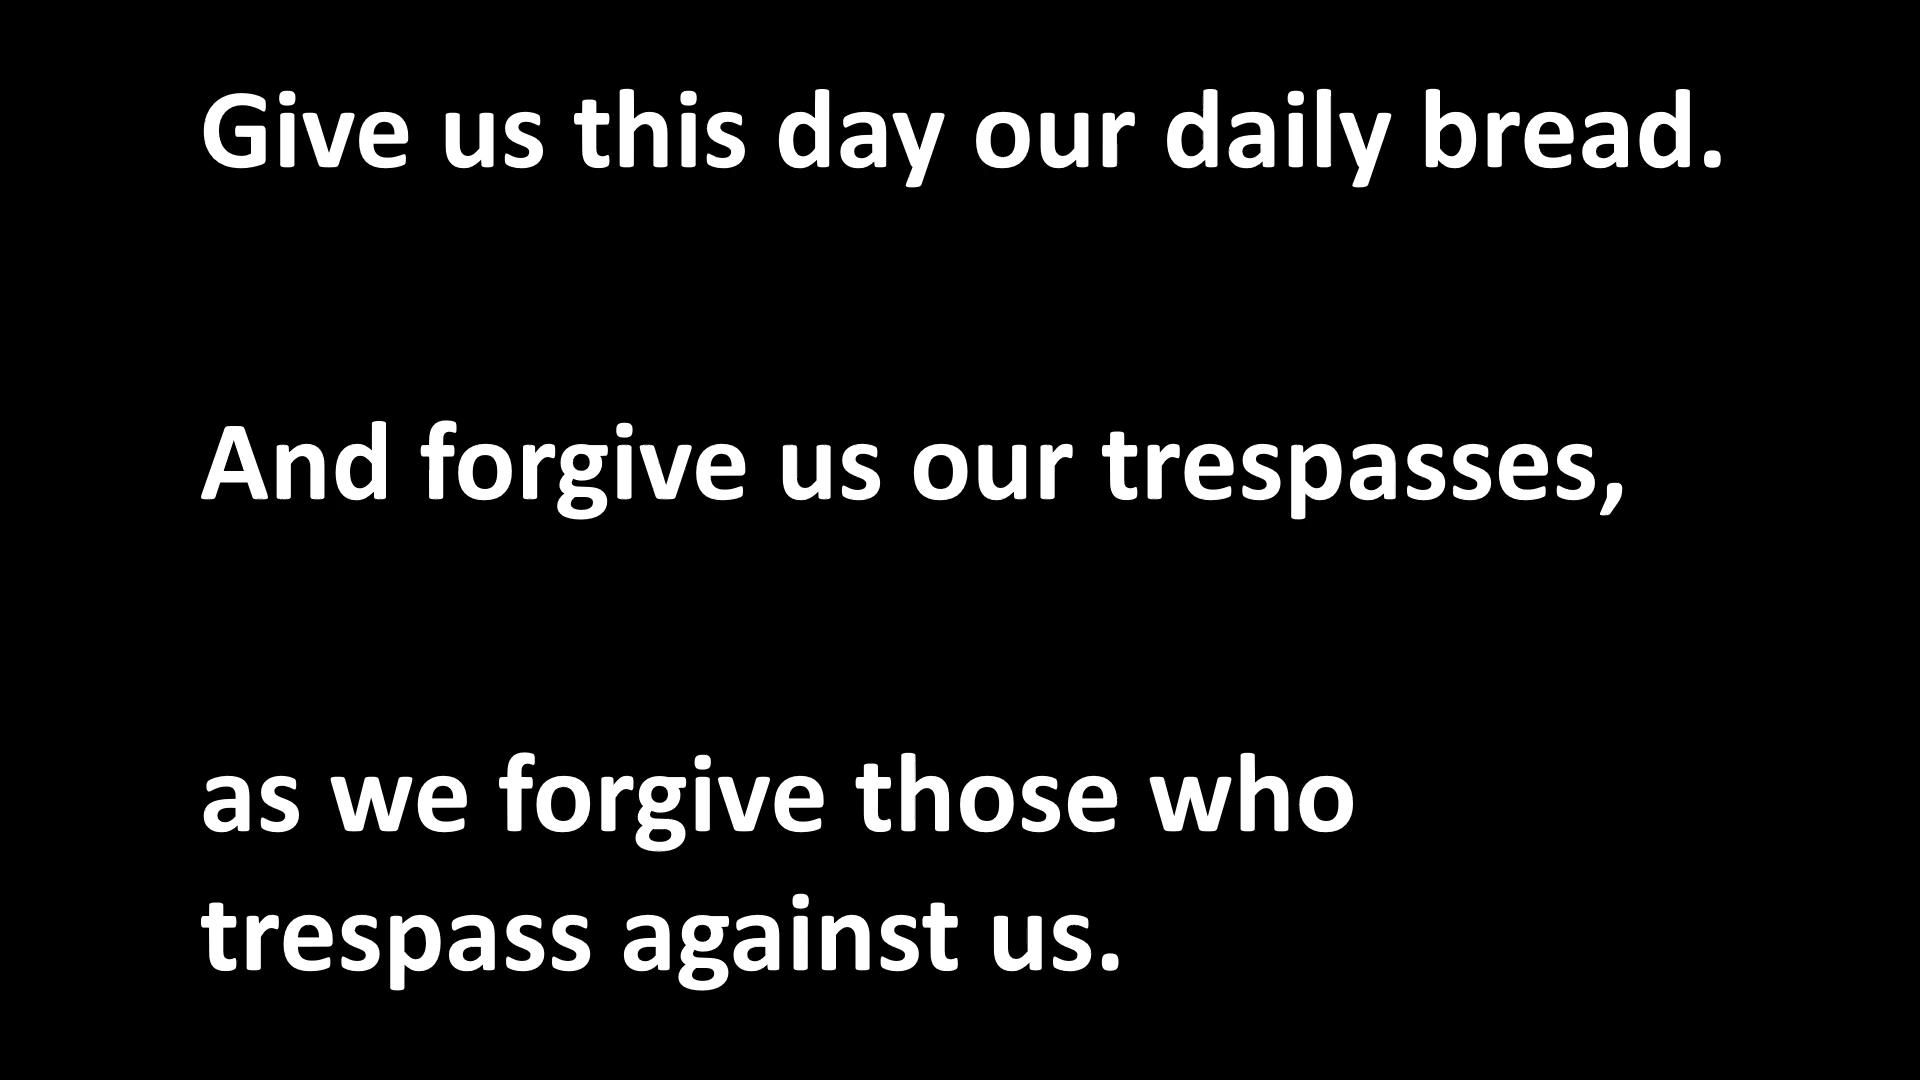 Give us this day our daily bread.
And forgive us our trespasses,
as we forgive those who
trespass against us.